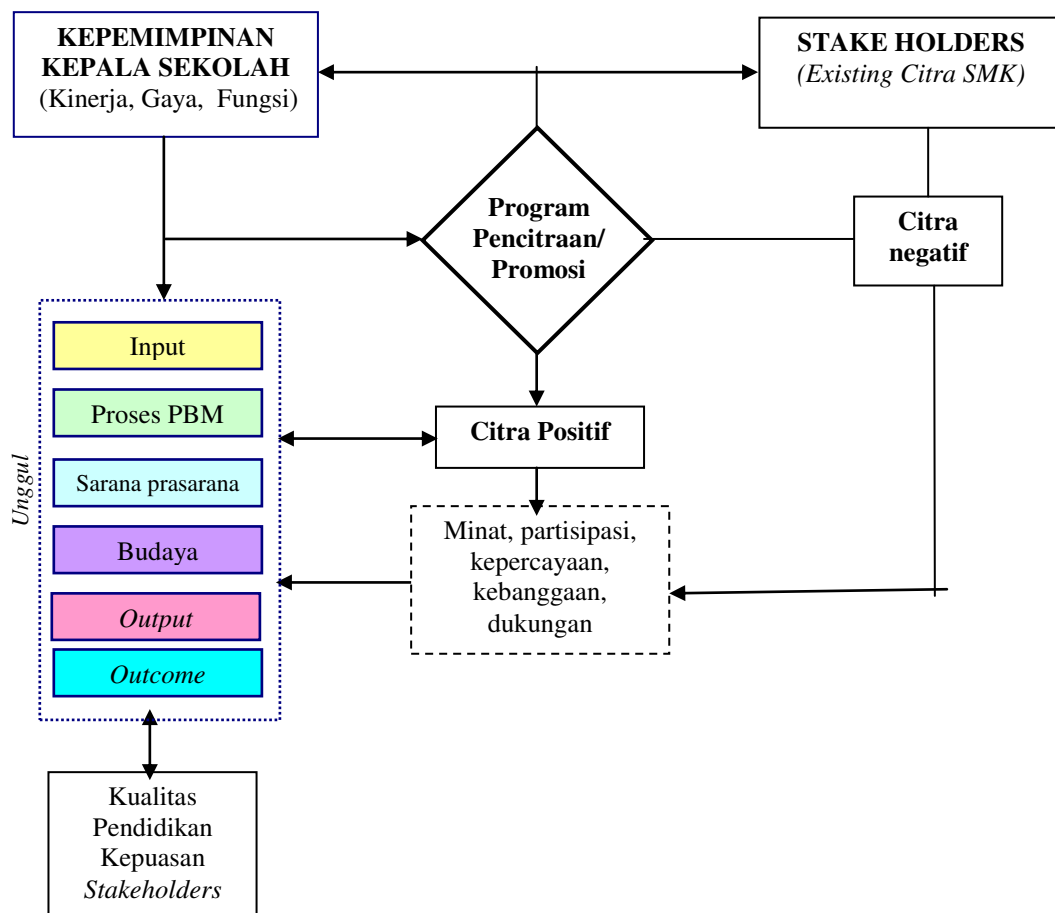 KEPEMIMPINAN
KEPALA SEKOLAH
(Kinerja, Gaya, Fungsi)
STAKE HOLDERS
(Existing Citra SMK)
Program
Pencitraan/
Promosi
Citra
negatif
Unggul
Input
Proses PBM
Sarana prasarana
Budaya
Output
Outcome
Citra Positif
Minat, partisipasi,
kepercayaan,
kebanggaan,
dukungan
Kualitas
Pendidikan
Kepuasan
Stakeholders